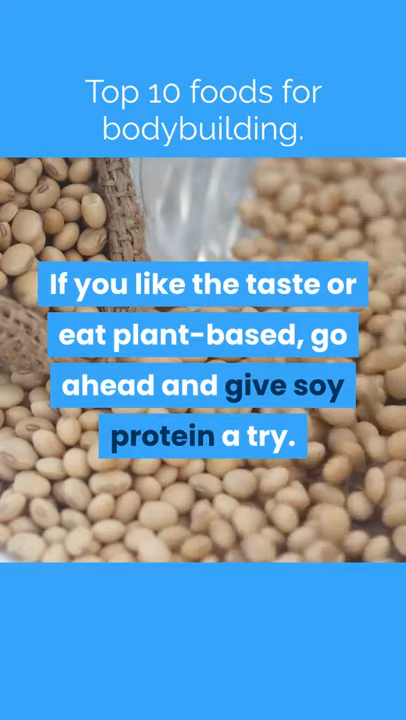 Top 10 foods for
bodybuilding.
If you like the taste or
eat plant-based, go
ahead and give soy
protein a try.